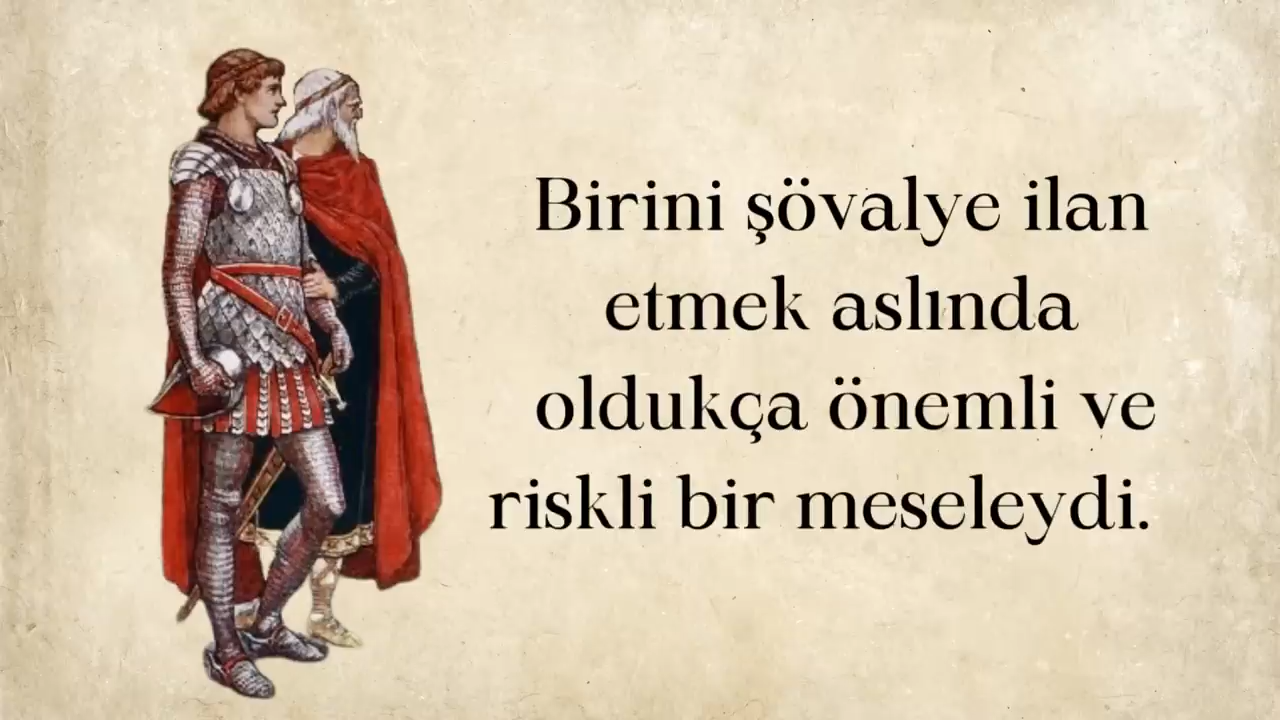 Birini şövalye ilan
etmek aslında
oldukça önemli ve
riskli bir meseleydi.